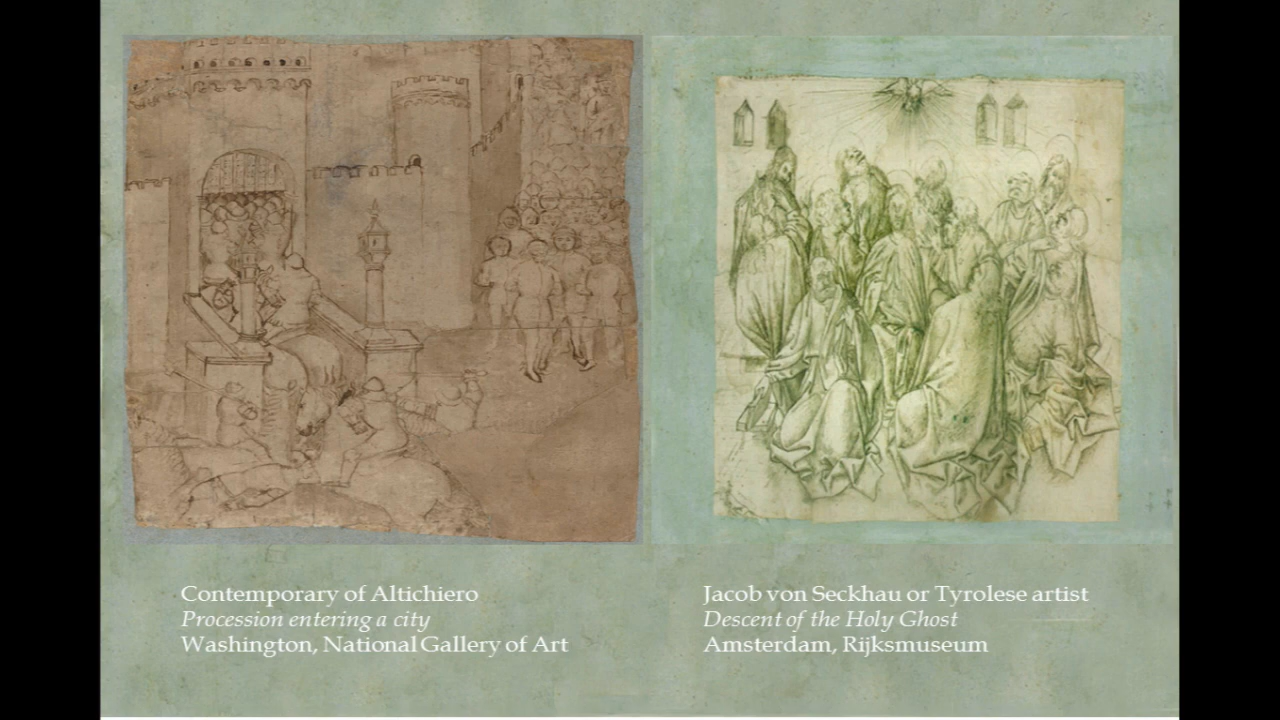 Contemporary of Altichiero
Procession entering a city
Washington, National Gallery of Art
Jacob von Seckhau or Tyrolese artist
Descent of the Holy Ghost
Amsterdam, Rijksmuseum